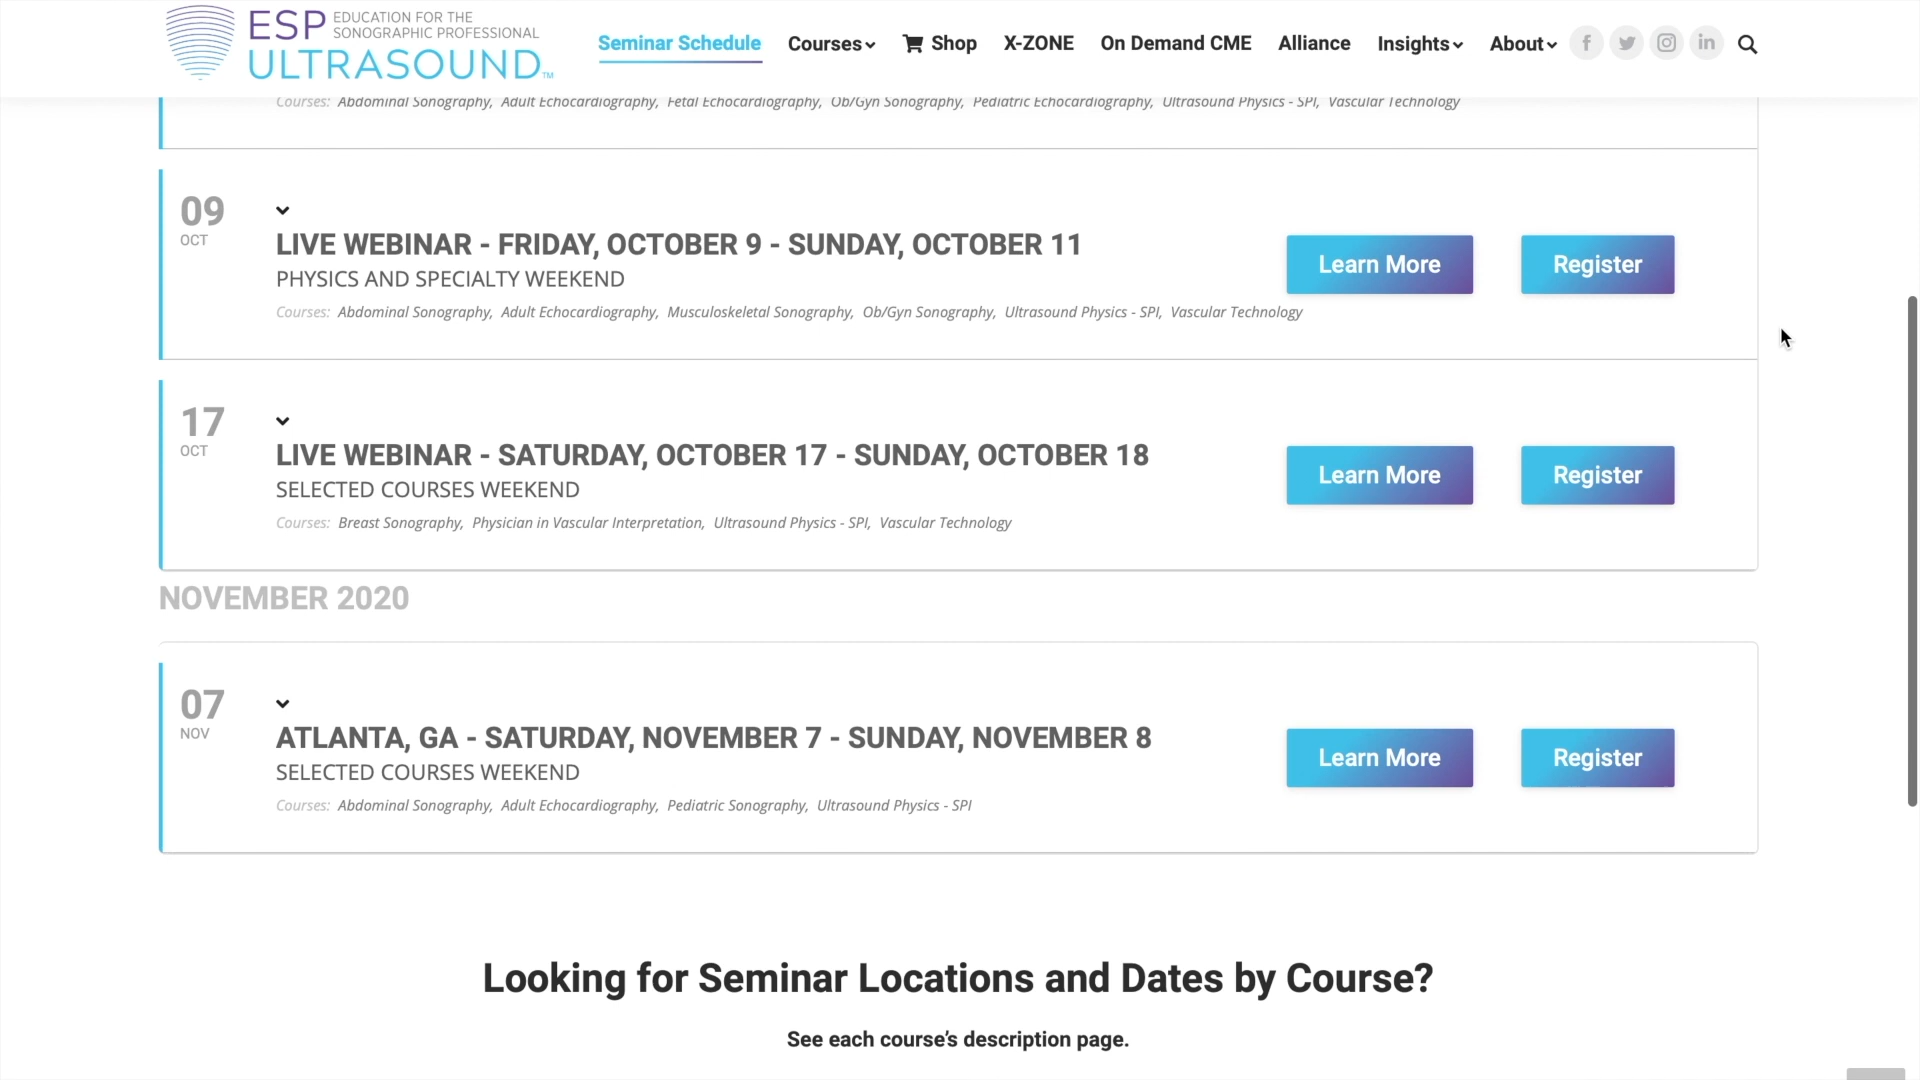 ESP EDUCATION FOR THE
SONOGRAPHIC PROFESSIONAL
ULTRASOUND™
Seminar Schedule Courses Shop X-ZONE On Demand CME Alliance Insights About
Courses: Abdominal Sonography, Adult Echocardiography, Fetal Echocardiography, Ob/Gyn Sonography, Pediatric Echocardiography, Ultrasound Physics - SPI, Vascular Technology
09
OCT
LIVE WEBINAR - FRIDAY, OCTOBER 9 - SUNDAY, OCTOBER 11
PHYSICS AND SPECIALTY WEEKEND
Courses: Abdominal Sonography, Adult Echocardiography, Musculoskeletal Sonography, Ob/Gyn Sonography, Ultrasound Physics - SPI, Vascular Technology
Learn More Register
17
OCT
LIVE WEBINAR - SATURDAY, OCTOBER 17 - SUNDAY, OCTOBER 18
SELECTED COURSES WEEKEND
Courses: Breast Sonography, Physician in Vascular Interpretation, Ultrasound Physics - SPI, Vascular Technology
Learn More Register
NOVEMBER 2020
07
NOV
ATLANTA, GA - SATURDAY, NOVEMBER 7 - SUNDAY, NOVEMBER 8
SELECTED COURSES WEEKEND
Courses: Abdominal Sonography, Adult Echocardiography, Pediatric Sonography, Ultrasound Physics - SPI
Learn More Register
Looking for Seminar Locations and Dates by Course?
See each course's description page.